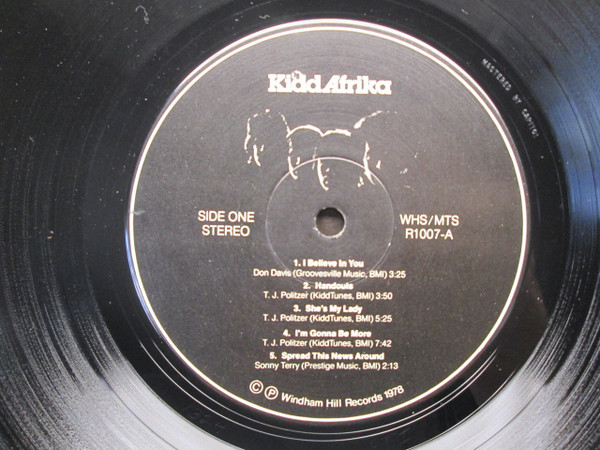 Kidd Afrika
MASTERED BY CAPITOL
SIDE ONE
STEREO
WHS/MTS
R1007-A
1. I Believe In You
Don Davis (Groovesville Music, BMI) 3:25
2. Handouts
T. J. Politzer (KiddTunes, BMI) 3:50
3. She's My Lady
T. J. Politzer (KiddTunes, BMI) 5:25
4. I'm Gonna Be More
T. J. Politzer (KiddTunes, BMI) 7:42
5. Spread This News Around
Sonny Terry (Prestige Music, BMI) 2:13
© ℗ Windham Hill Records 1978